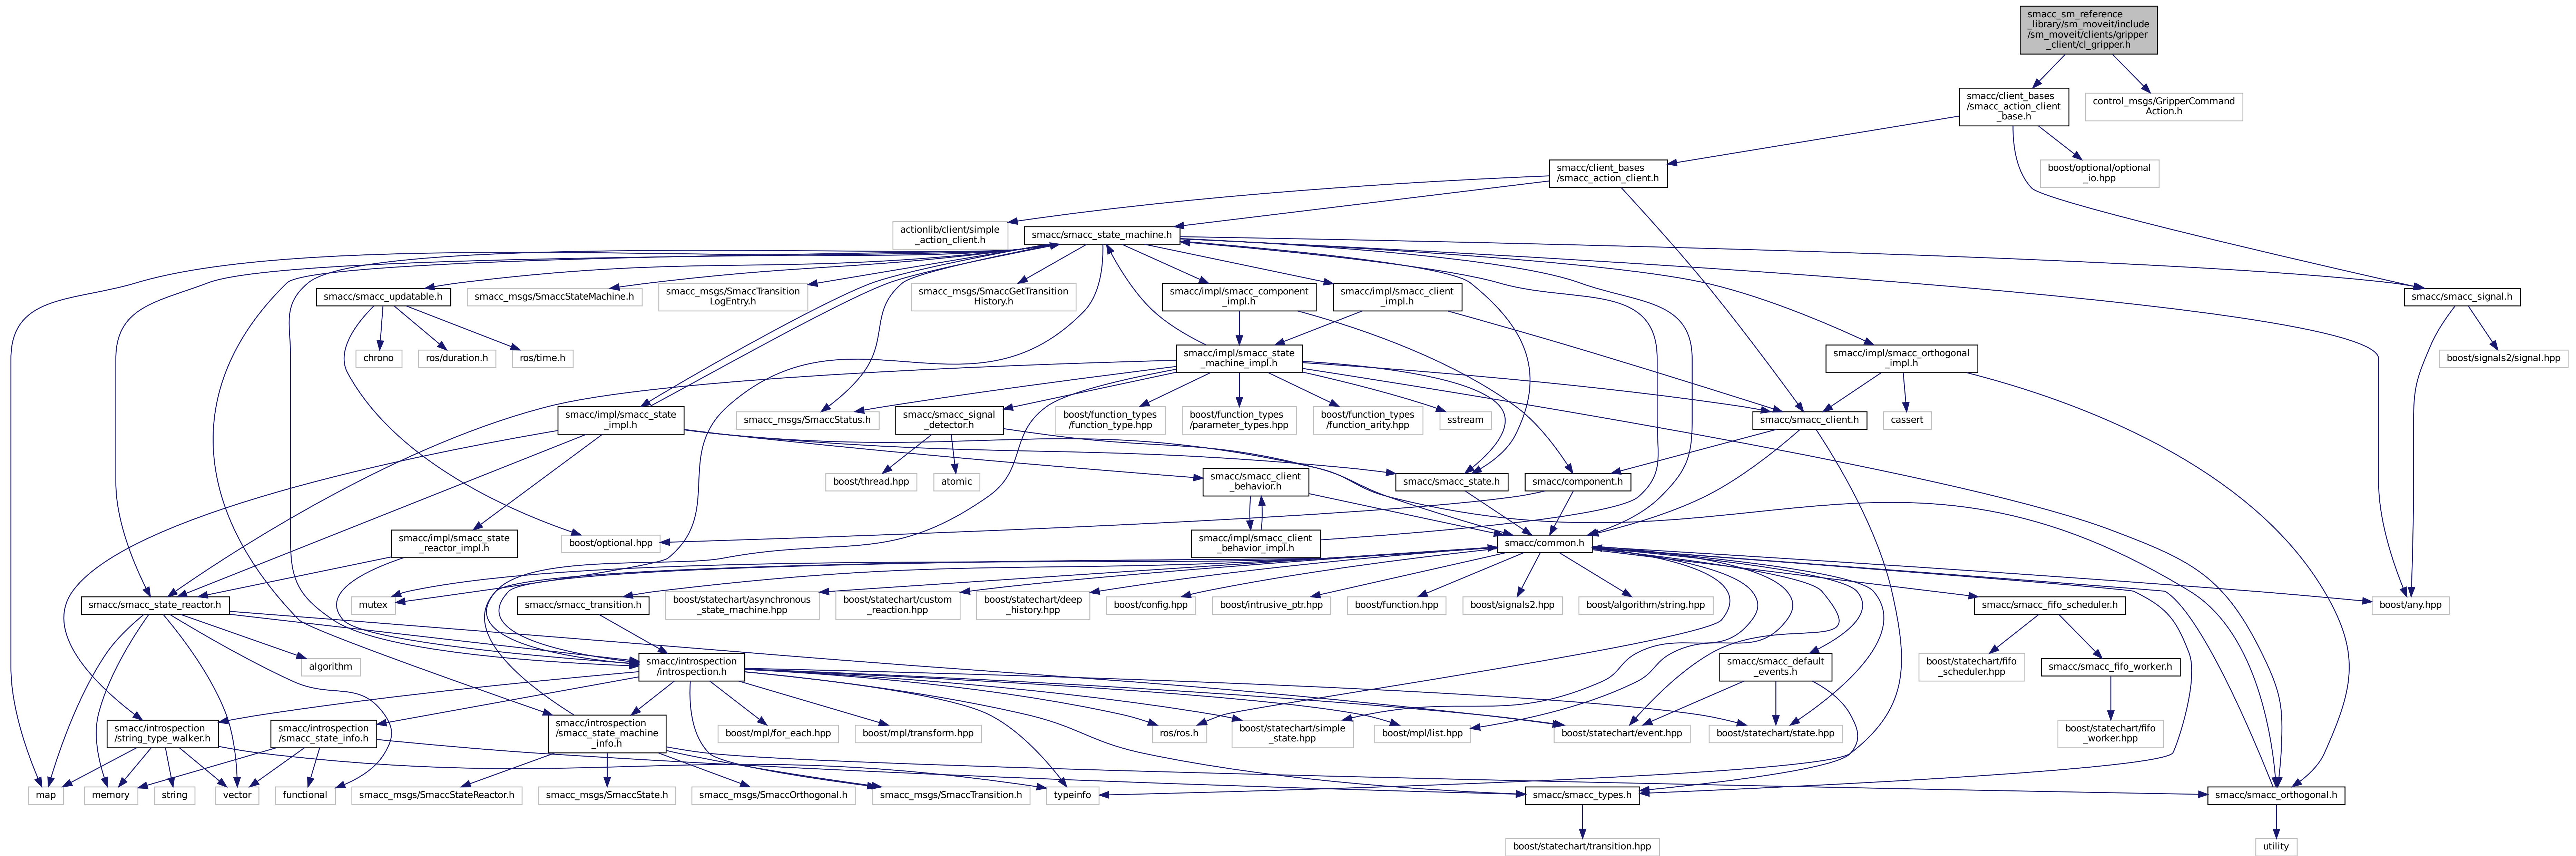 smacc_sm_reference
_library/sm_moveit/include
/sm_moveit/clients/gripper
_client/cl_gripper.h
smacc/client_bases
/smacc_action_client
_base.h
control_msgs/GripperCommand
Action.h
smacc/client_bases
/smacc_action_client.h
boost/optional/optional
_io.hpp
actionlib/client/simple
_action_client.h
smacc/smacc_state_machine.h
smacc/smacc_updatable.h
smacc_msgs/SmaccStateMachine.h
smacc_msgs/SmaccTransition
LogEntry.h
smacc_msgs/SmaccGetTransition
History.h
smacc/impl/smacc_component
_impl.h
smacc/impl/smacc_client
_impl.h
smacc/smacc_signal.h
chrono
ros/duration.h
ros/time.h
smacc/impl/smacc_state
_machine_impl.h
smacc/impl/smacc_orthogonal
_impl.h
boost/signals2/signal.hpp
smacc/impl/smacc_state
_impl.h
smacc_msgs/SmaccStatus.h
smacc/smacc_signal
_detector.h
boost/function_types
/function_type.hpp
boost/function_types
/parameter_types.hpp
boost/function_types
/function_arity.hpp
sstream
smacc/smacc_client.h
cassert
boost/thread.hpp
atomic
smacc/smacc_client
_behavior.h
smacc/smacc_state.h
smacc/component.h
smacc/impl/smacc_state
_reactor_impl.h
boost/optional.hpp
smacc/impl/smacc_client
_behavior_impl.h
smacc/common.h
smacc/smacc_state_reactor.h
mutex
smacc/smacc_transition.h
boost/statechart/asynchronous
_state_machine.hpp
boost/statechart/custom
_reaction.hpp
boost/statechart/deep
_history.hpp
boost/config.hpp
boost/intrusive_ptr.hpp
boost/function.hpp
boost/signals2.hpp
boost/algorithm/string.hpp
smacc/smacc_fifo_scheduler.h
boost/any.hpp
algorithm
smacc/introspection
/introspection.h
smacc/smacc_default
_events.h
boost/statechart/fifo
_scheduler.hpp
smacc/smacc_fifo_worker.h
smacc/introspection
/string_type_walker.h
smacc/introspection
/smacc_state_info.h
smacc/introspection
/smacc_state_machine
_info.h
boost/mpl/for_each.hpp
boost/mpl/transform.hpp
ros/ros.h
boost/statechart/simple
_state.hpp
boost/mpl/list.hpp
boost/statechart/event.hpp
boost/statechart/state.hpp
boost/statechart/fifo
_worker.hpp
map
memory
string
vector
functional
smacc_msgs/SmaccStateReactor.h
smacc_msgs/SmaccState.h
smacc_msgs/SmaccOrthogonal.h
smacc_msgs/SmaccTransition.h
typeinfo
smacc/smacc_types.h
smacc/smacc_orthogonal.h
boost/statechart/transition.hpp
utility